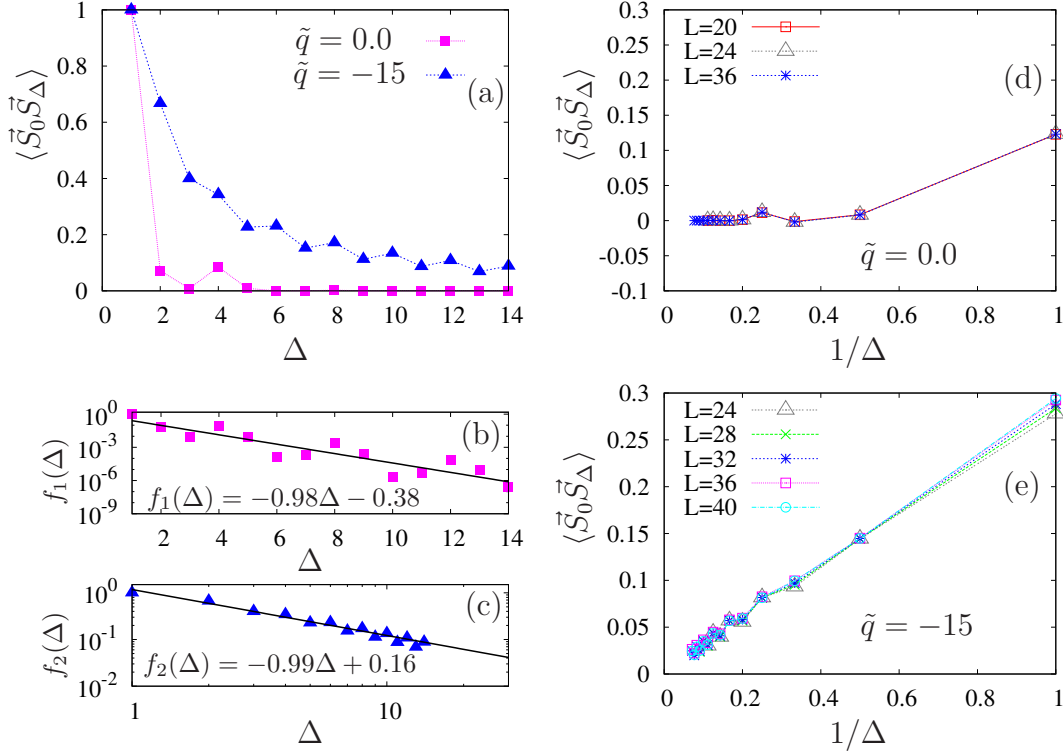 ⟨S⃗₀S⃗_Δ⟩
1
0.8
0.6
0.4
0.2
0
q̃ = 0.0
q̃ = −15
(a)
0 2 4 6 8 10 12 14
Δ
f₁(Δ)
10⁰
10⁻³
10⁻⁶
10⁻⁹
(b)
f₁(Δ) = −0.98Δ − 0.38
2 4 6 8 10 12 14
Δ
f₂(Δ)
10⁰
10⁻¹
10⁻²
(c)
f₂(Δ) = −0.99Δ + 0.16
1 10
Δ
⟨S⃗₀S⃗_Δ⟩
0.3
0.25
0.2
0.15
0.1
0.05
0
-0.05
-0.1
L=20
L=24
L=36
(d)
q̃ = 0.0
0 0.2 0.4 0.6 0.8 1
1/Δ
⟨S⃗₀S⃗_Δ⟩
0.3
0.25
0.2
0.15
0.1
0.05
0
L=24
L=28
L=32
L=36
L=40
(e)
q̃ = −15
0 0.2 0.4 0.6 0.8 1
1/Δ